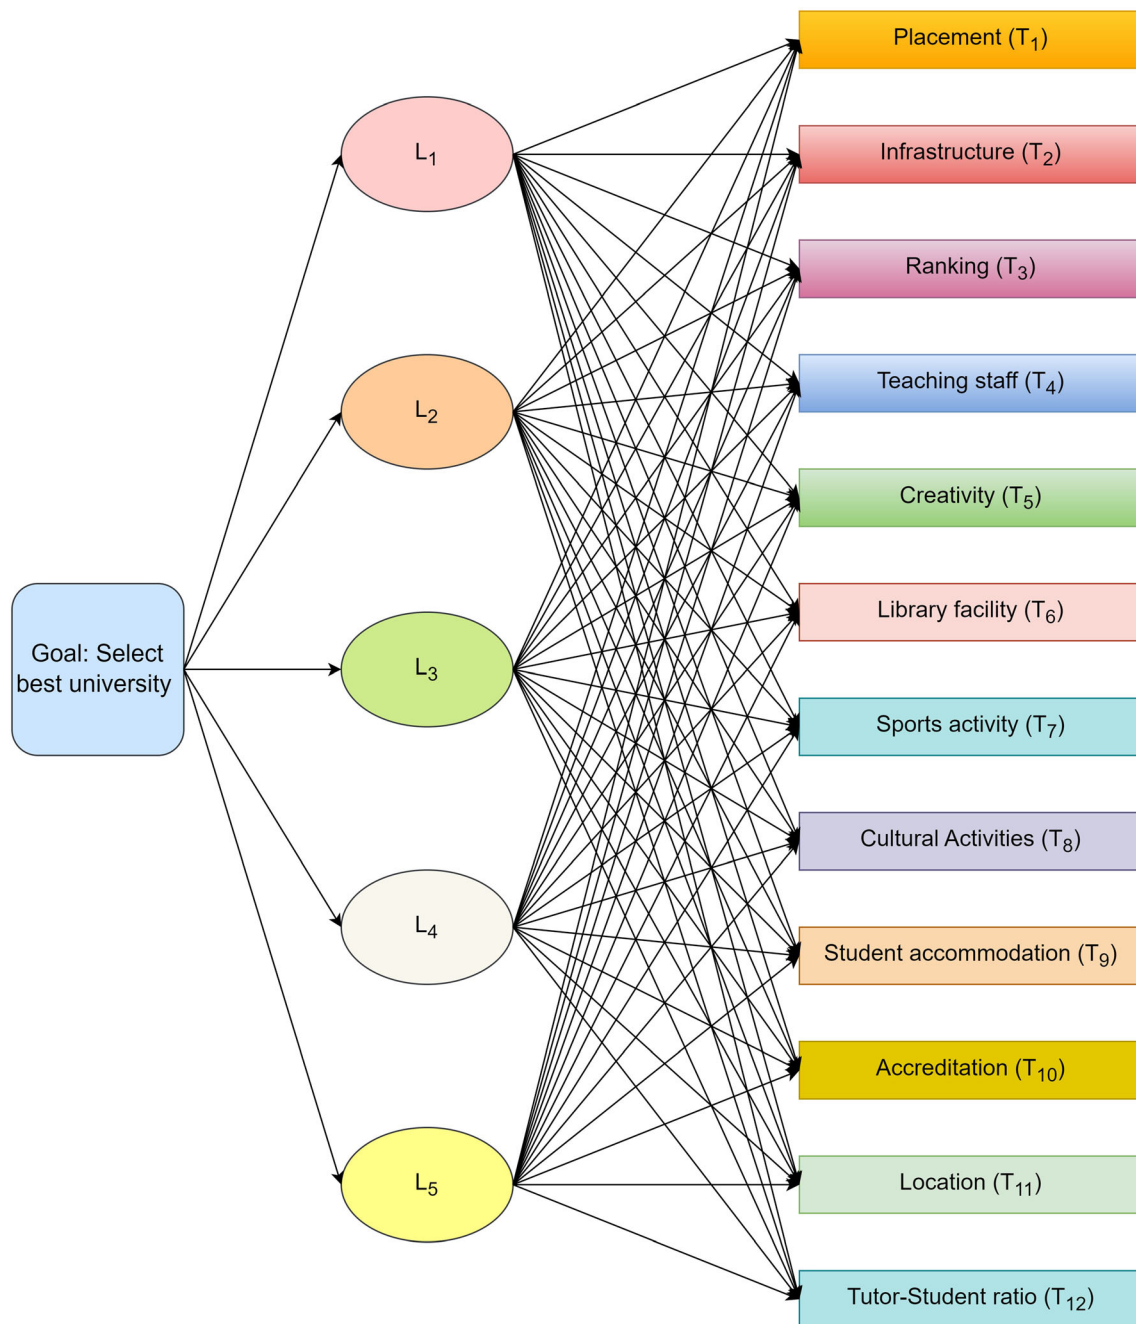 Goal: Select
best university
L₁
L₂
L₃
L₄
L₅
Placement (T₁)
Infrastructure (T₂)
Ranking (T₃)
Teaching staff (T₄)
Creativity (T₅)
Library facility (T₆)
Sports activity (T₇)
Cultural Activities (T₈)
Student accommodation (T₉)
Accreditation (T₁₀)
Location (T₁₁)
Tutor-Student ratio (T₁₂)